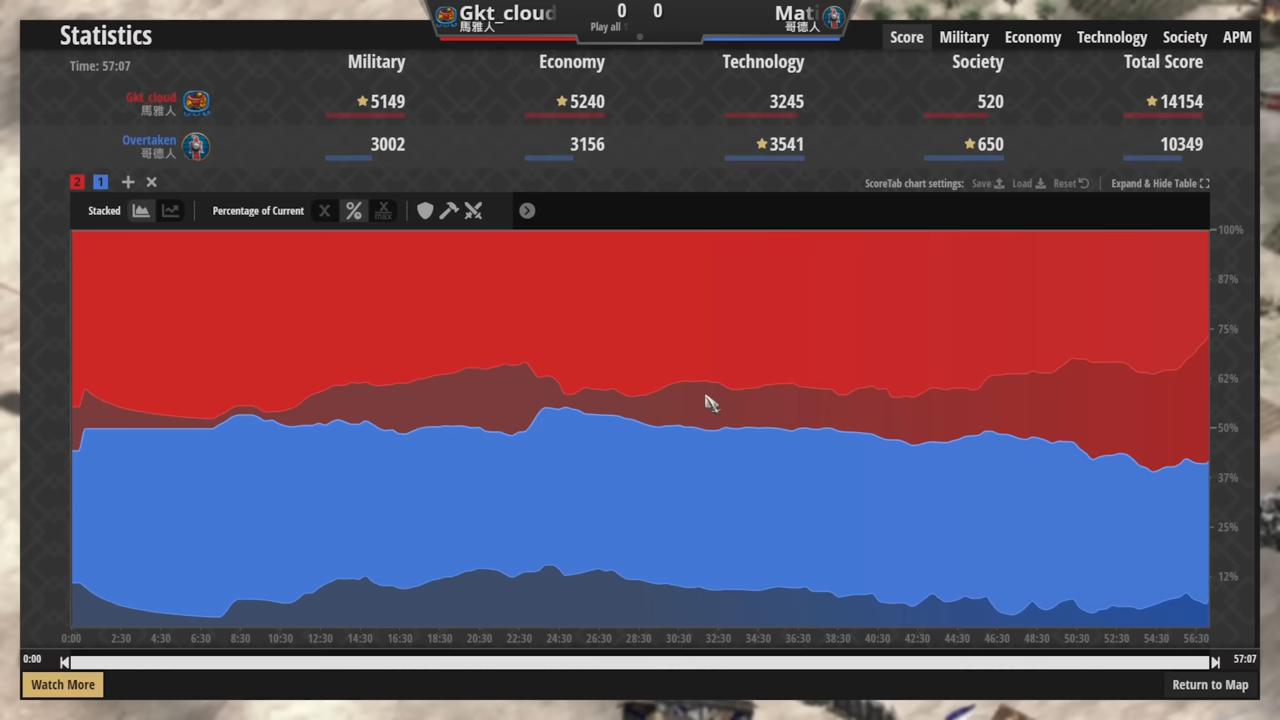 Gkt_cloud 0 0 Mat
馬雅人 Play all 哥德人
Statistics
Score Military Economy Technology Society APM
Time: 57:07 Military Economy Technology Society Total Score
Gkt_cloud 5149 5240 3245 520 14154
馬雅人
Overtaken 3002 3156 3541 650 10349
哥德人
2 1 + × ScoreTab chart settings: Save Load Reset Expand & Hide Table
Stacked Percentage of Current X % X max
100%
87%
75%
62%
50%
37%
25%
12%
0:00 2:30 4:30 6:30 8:30 10:30 12:30 14:30 16:30 18:30 20:30 22:30 24:30 26:30 28:30 30:30 32:30 34:30 36:30 38:30 40:30 42:30 44:30 46:30 48:30 50:30 52:30 54:30 56:30
0:00 57:07
Watch More Return to Map